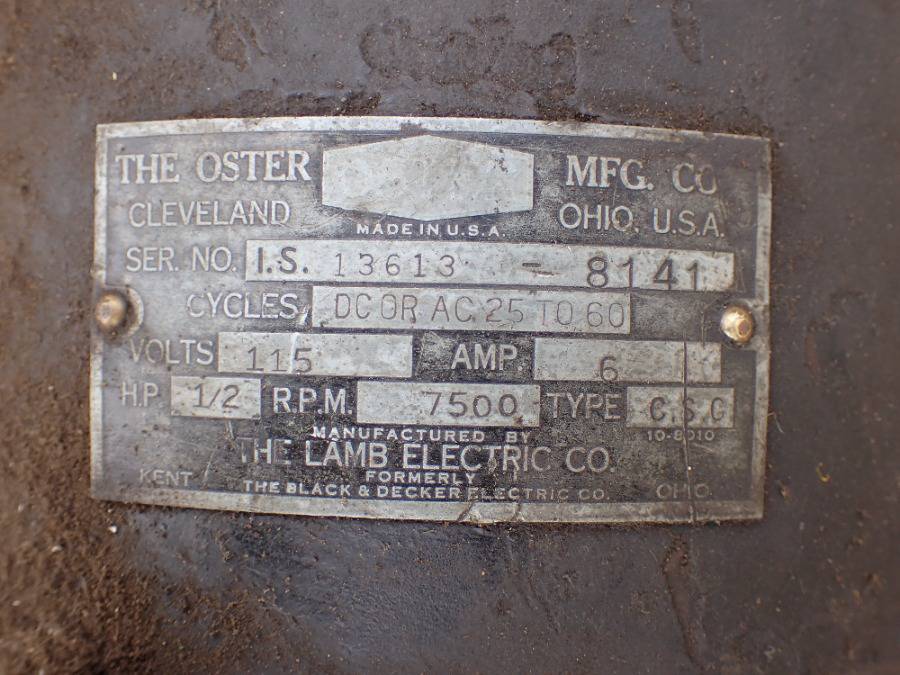 THE OSTER MFG. CO
CLEVELAND OHIO, U.S.A.
MADE IN U.S.A.
SER. NO. I.S. 13613 - 8141
CYCLES DC OR AC 25 TO 60
VOLTS 115 AMP. 6
H.P. 1/2 R.P.M. 7500 TYPE C.S.C
MANUFACTURED BY 10-8010
THE LAMB ELECTRIC CO.
FORMERLY
KENT THE BLACK & DECKER ELECTRIC CO. OHIO.